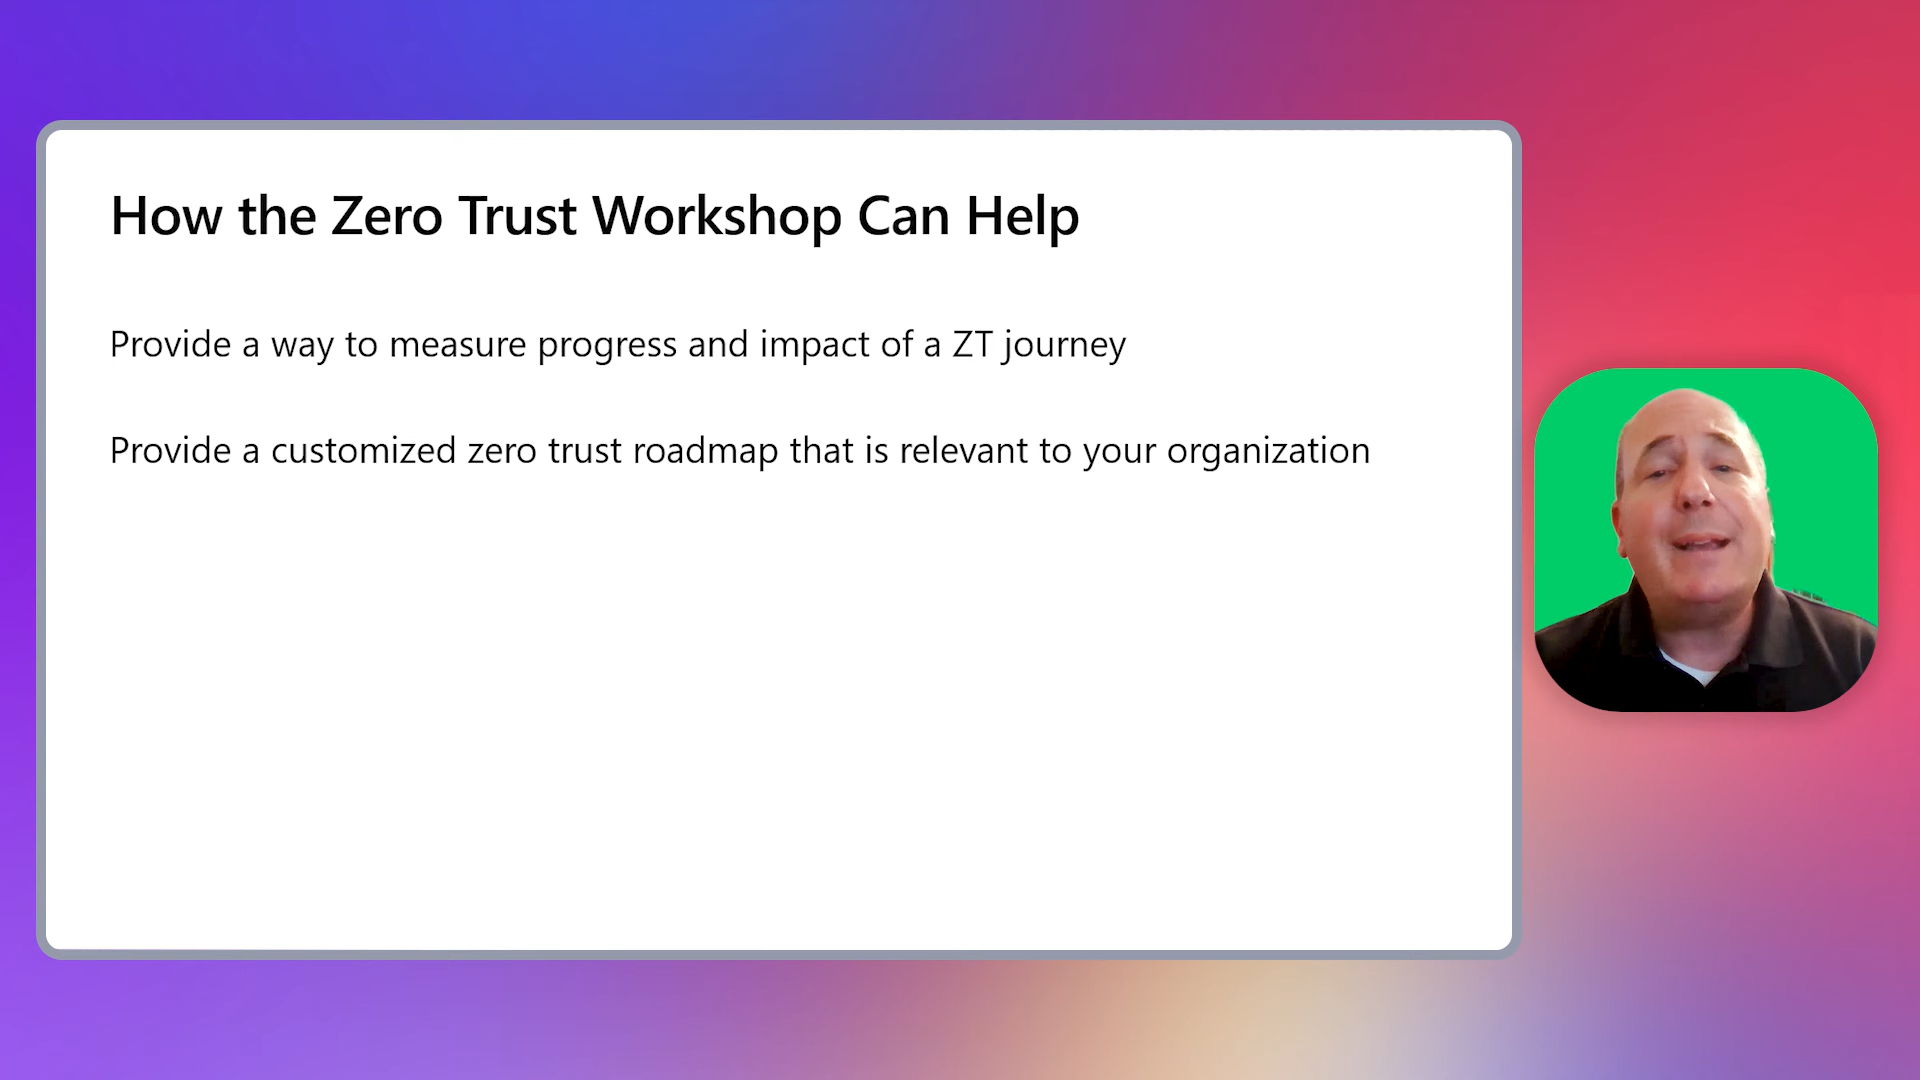 How the Zero Trust Workshop Can Help
Provide a way to measure progress and impact of a ZT journey
Provide a customized zero trust roadmap that is relevant to your organization